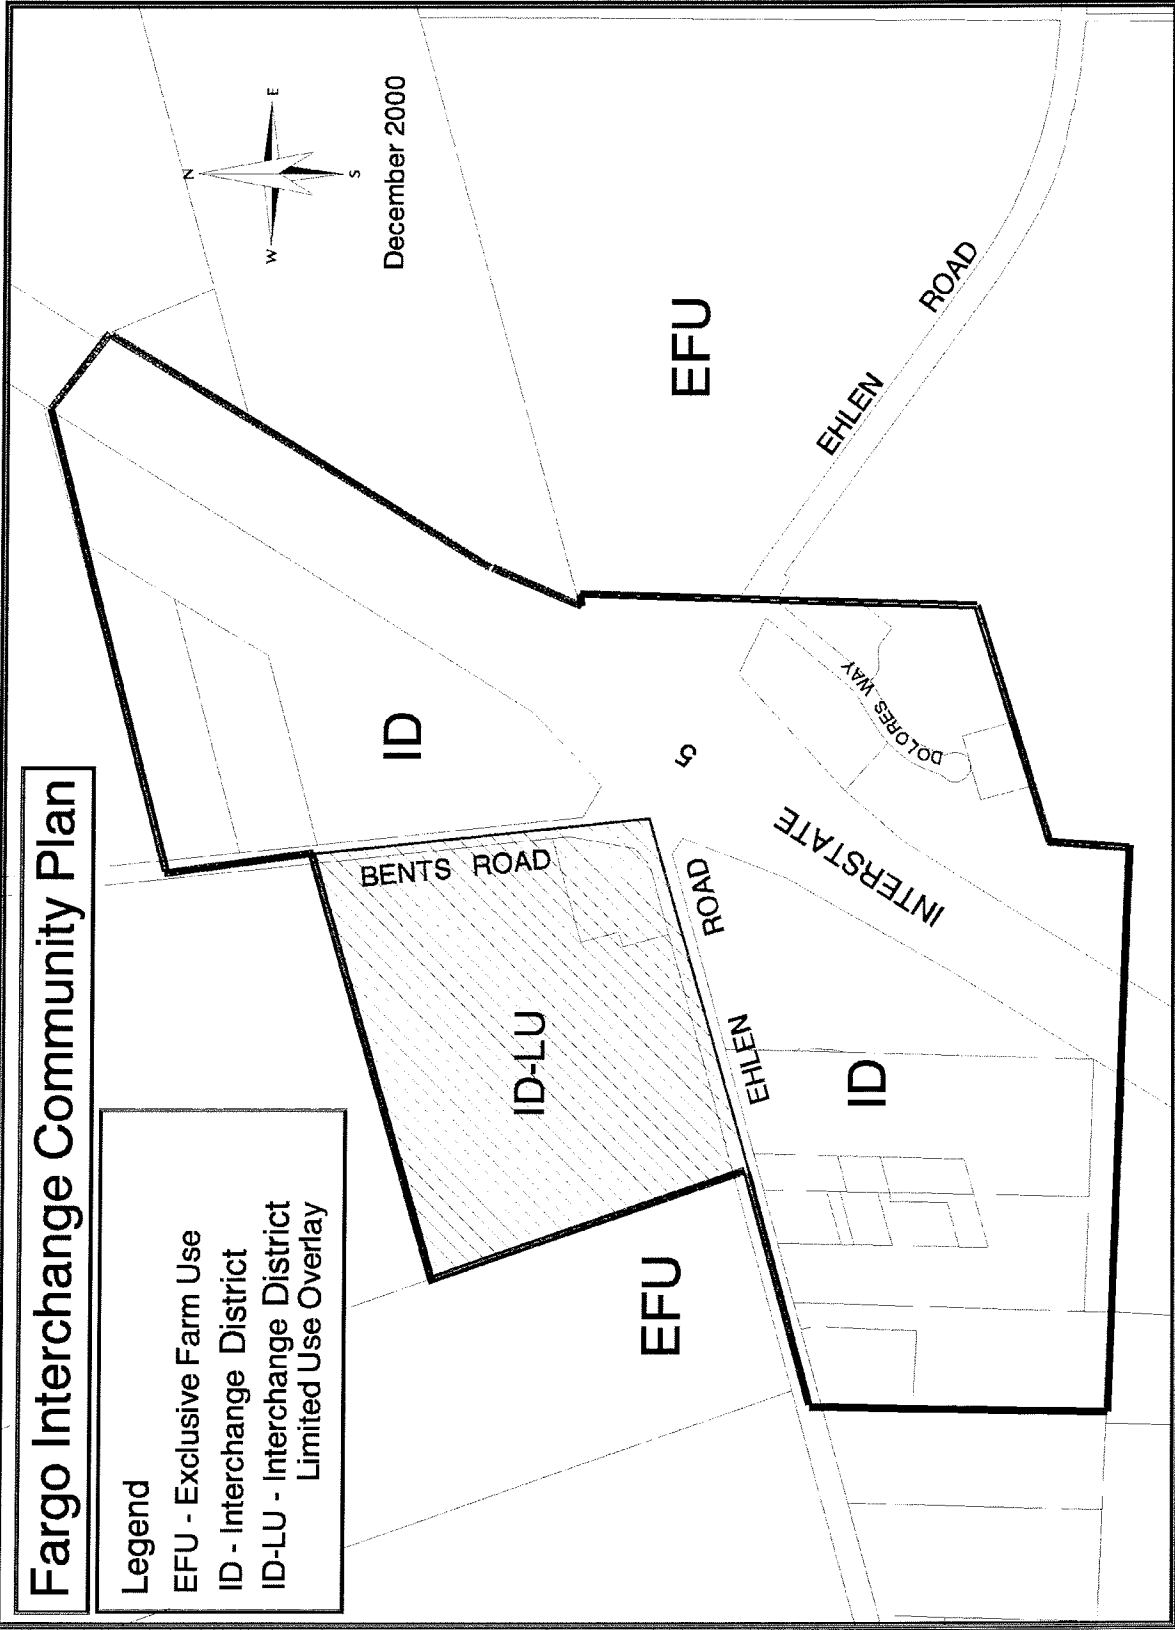 Fargo Interchange Community Plan
Legend
EFU - Exclusive Farm Use
ID - Interchange District
ID-LU - Interchange District
Limited Use Overlay
N
W
E
S
December 2000
ID
BENTS ROAD
ID-LU
EFU
EFU
5
INTERSTATE
EHLEN ROAD
EHLEN ROAD
DOLORES WAY
ID